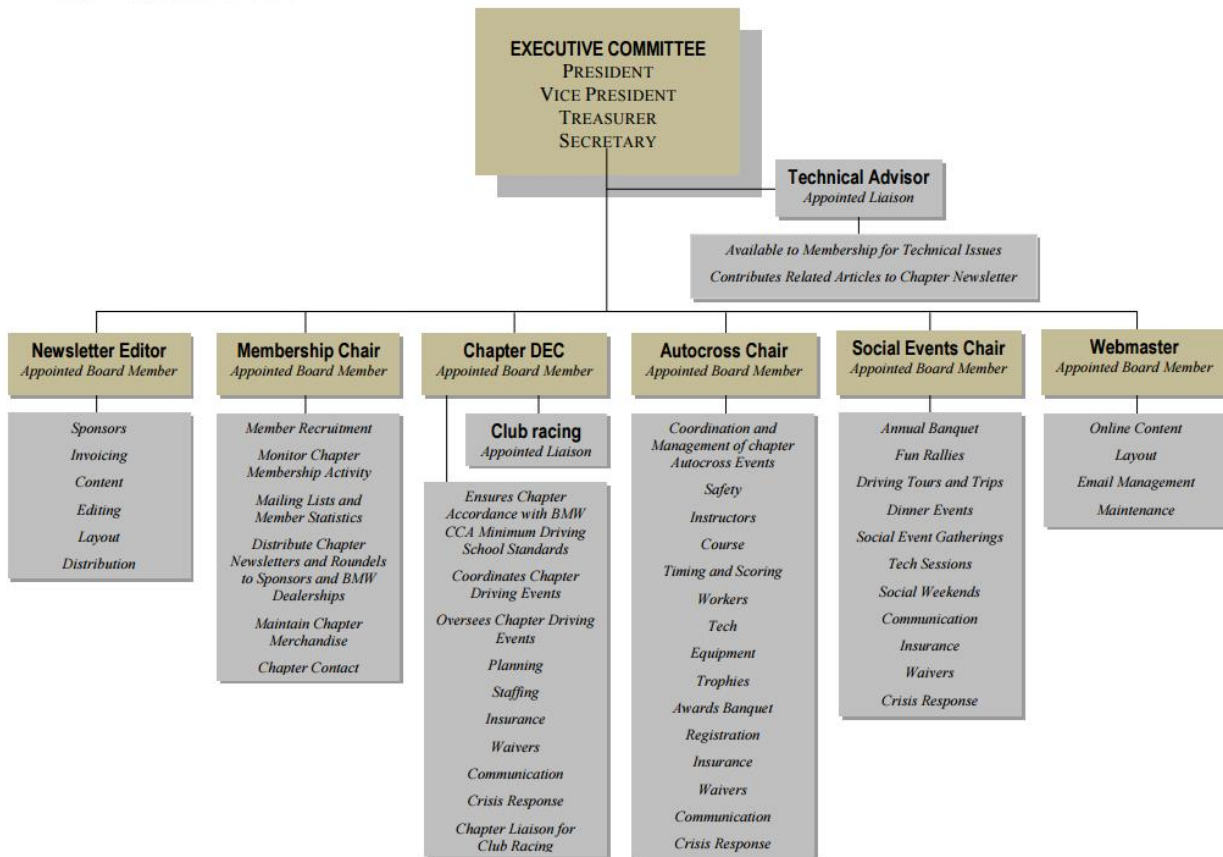 EXECUTIVE COMMITTEE
PRESIDENT
VICE PRESIDENT
TREASURER
SECRETARY
Technical Advisor
Appointed Liaison
Available to Membership for Technical Issues
Contributes Related Articles to Chapter Newsletter
Newsletter Editor
Appointed Board Member
Sponsors
Invoicing
Content
Editing
Layout
Distribution
Membership Chair
Appointed Board Member
Member Recruitment
Monitor Chapter
Membership Activity
Mailing Lists and
Member Statistics
Distribute Chapter
Newsletters and Roundels
to Sponsors and BMW
Dealerships
Maintain Chapter
Merchandise
Chapter Contact
Chapter DEC
Appointed Board Member
Club racing
Appointed Liaison
Ensures Chapter
Accordance with BMW
CCA Minimum Driving
School Standards
Coordinates Chapter
Driving Events
Oversees Chapter Driving
Events
Planning
Staffing
Insurance
Waivers
Communication
Crisis Response
Chapter Liaison for
Club Racing
Autocross Chair
Appointed Board Member
Coordination and
Management of chapter
Autocross Events
Safety
Instructors
Course
Timing and Scoring
Workers
Tech
Equipment
Trophies
Awards Banquet
Registration
Insurance
Waivers
Communication
Crisis Response
Social Events Chair
Appointed Board Member
Annual Banquet
Fun Rallies
Driving Tours and Trips
Dinner Events
Social Event Gatherings
Tech Sessions
Social Weekends
Communication
Insurance
Waivers
Crisis Response
Webmaster
Appointed Board Member
Online Content
Layout
Email Management
Maintenance